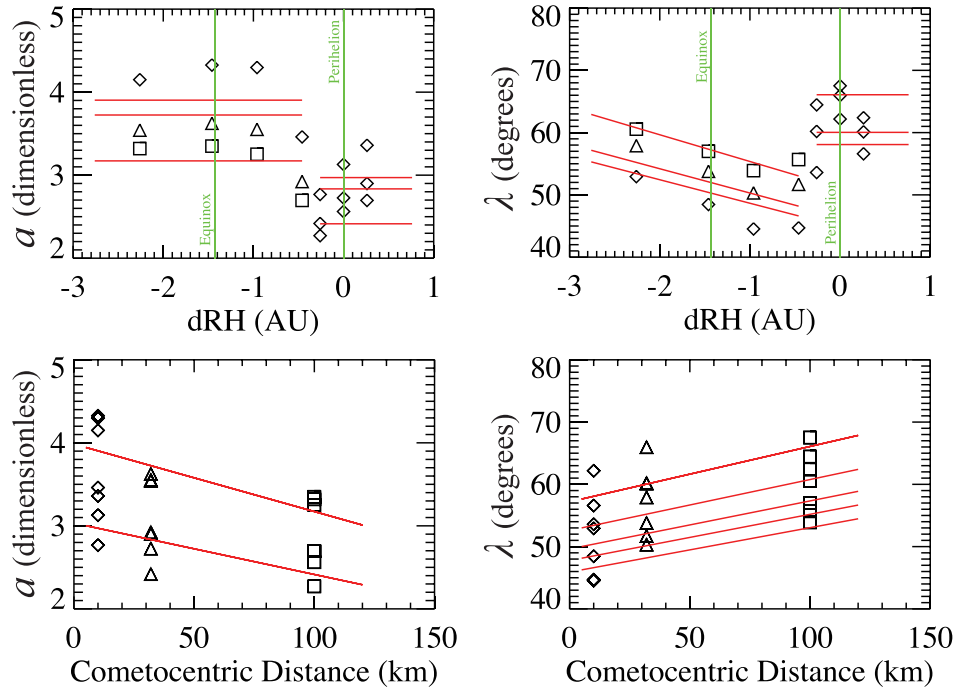 5
4
3
2
a (dimensionless)
Equinox
Perihelion
-3 -2 -1 0 1
dRH (AU)
80
70
60
50
40
λ (degrees)
Equinox
Perihelion
-3 -2 -1 0 1
dRH (AU)
5
4
3
2
a (dimensionless)
0 50 100 150
Cometocentric Distance (km)
80
70
60
50
40
λ (degrees)
0 50 100 150
Cometocentric Distance (km)